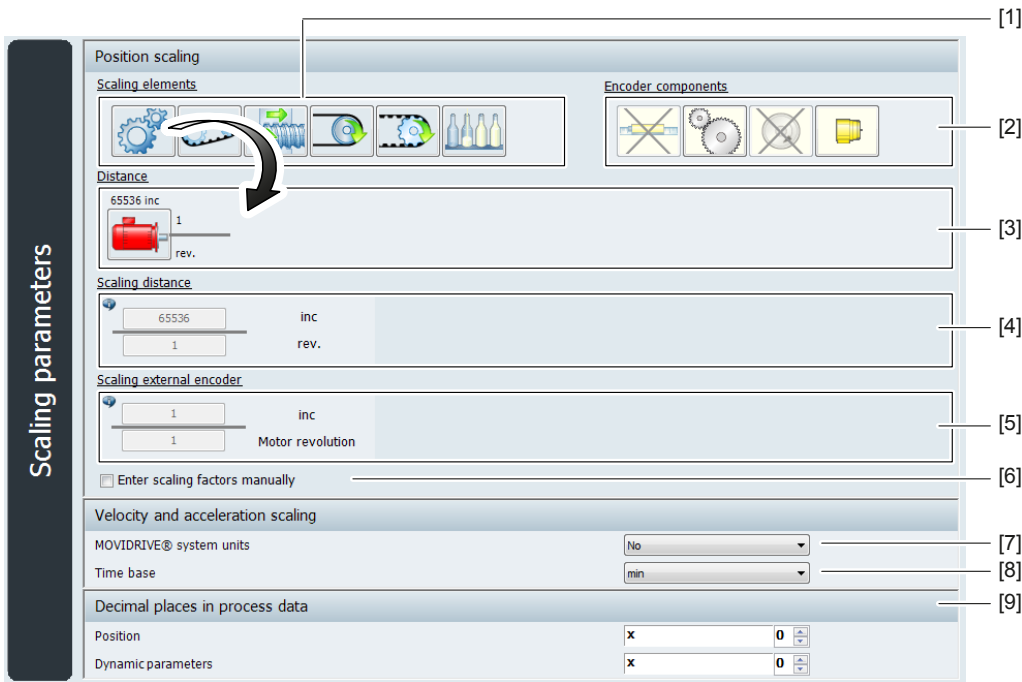 [1]
Scaling parameters
Position scaling
Scaling elements
Encoder components
[2]
Distance
65536 inc
1
rev.
[3]
Scaling distance
65536
inc
1
rev.
[4]
Scaling external encoder
1
inc
1
Motor revolution
[5]
Enter scaling factors manually
[6]
Velocity and acceleration scaling
MOVIDRIVE® system units
No
[7]
Time base
min
[8]
Decimal places in process data
[9]
Position
x
0
Dynamic parameters
x
0